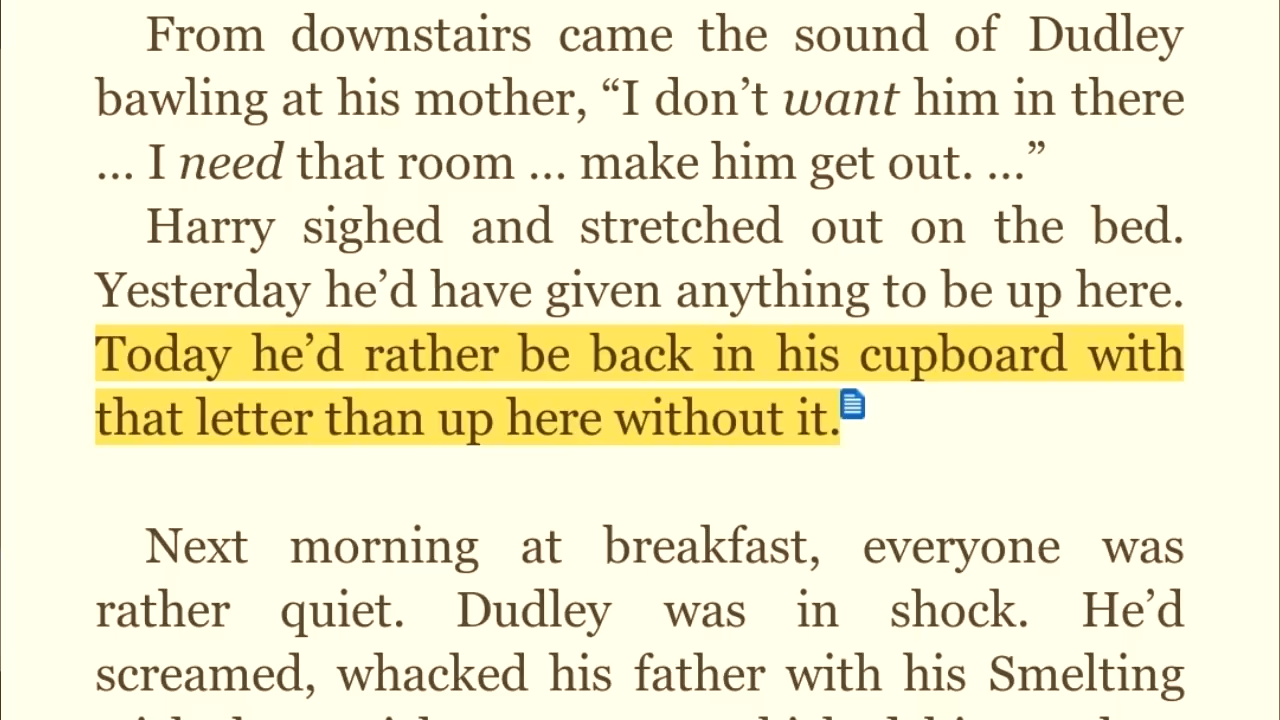 From downstairs came the sound of Dudley
bawling at his mother, “I don’t want him in there
... I need that room ... make him get out. ...”
Harry sighed and stretched out on the bed.
Yesterday he’d have given anything to be up here.
Today he’d rather be back in his cupboard with
that letter than up here without it.
Next morning at breakfast, everyone was
rather quiet. Dudley was in shock. He’d
screamed, whacked his father with his Smelting